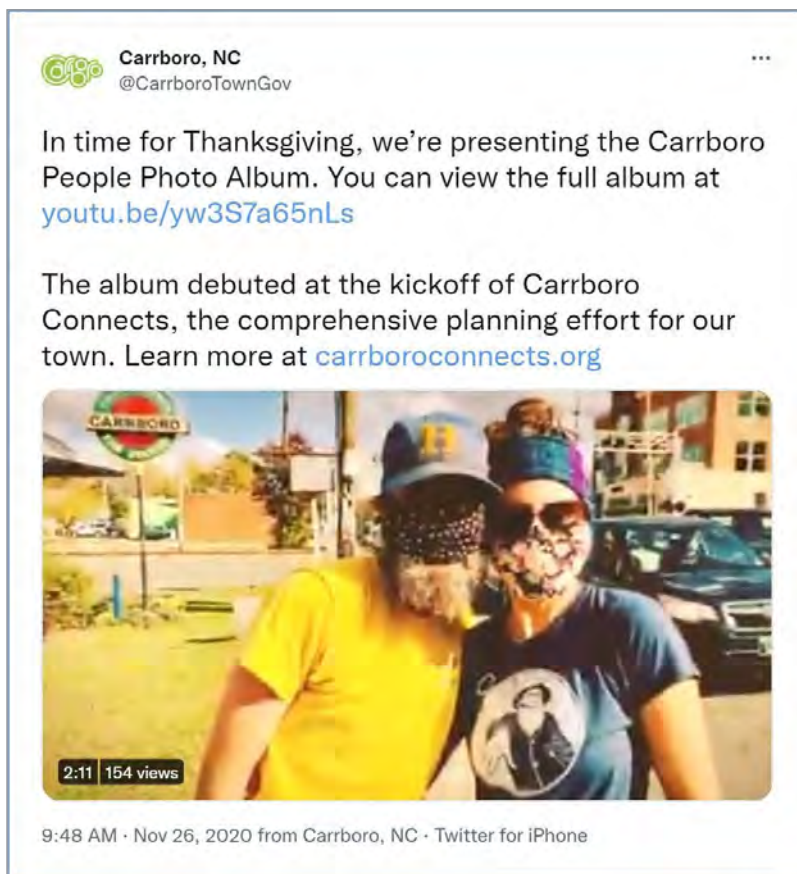 Carrboro, NC
@CarrboroTownGov
In time for Thanksgiving, we're presenting the Carrboro
People Photo Album. You can view the full album at
youtu.be/yw3S7a65nLs
The album debuted at the kickoff of Carrboro
Connects, the comprehensive planning effort for our
town. Learn more at carrboroconnects.org
CARRBORO
H
2:11 154 views
9:48 AM · Nov 26, 2020 from Carrboro, NC · Twitter for iPhone